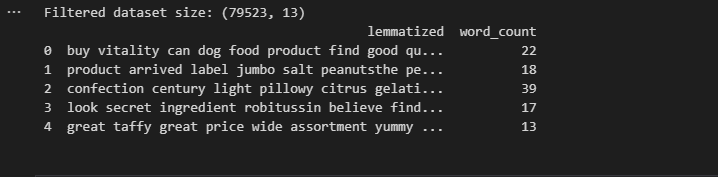 ... Filtered dataset size: (79523, 13)
lemmatized word_count
0 buy vitality can dog food product find good qu... 22
1 product arrived label jumbo salt peanutsthe pe... 18
2 confection century light pillowy citrus gelati... 39
3 look secret ingredient robitussin believe find... 17
4 great taffy great price wide assortment yummy ... 13